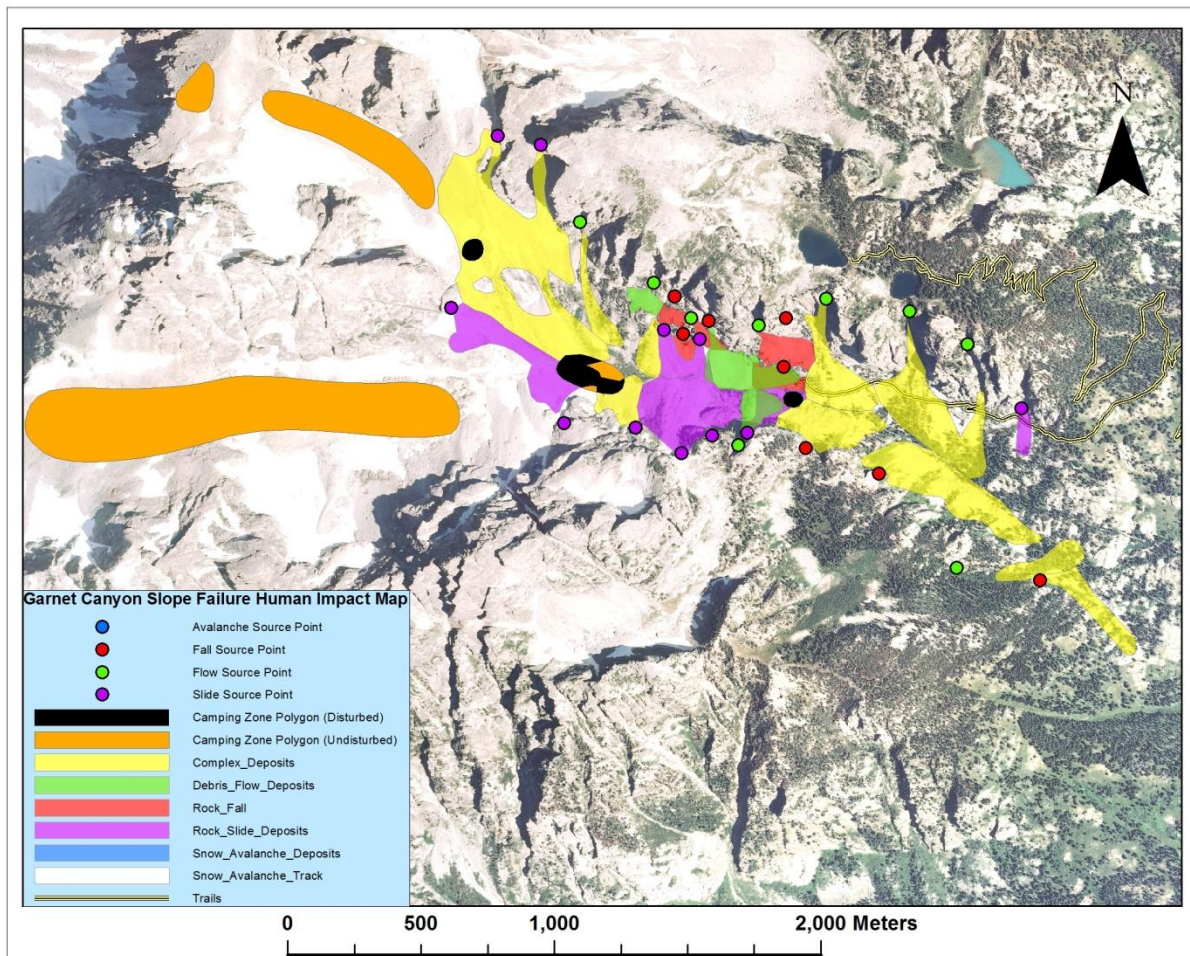 N
Garnet Canyon Slope Failure Human Impact Map
Avalanche Source Point
Fall Source Point
Flow Source Point
Slide Source Point
Camping Zone Polygon (Disturbed)
Camping Zone Polygon (Undisturbed)
Complex_Deposits
Debris_Flow_Deposits
Rock_Fall
Rock_Slide_Deposits
Snow_Avalanche_Deposits
Snow_Avalanche_Track
Trails
0 500 1,000 2,000 Meters